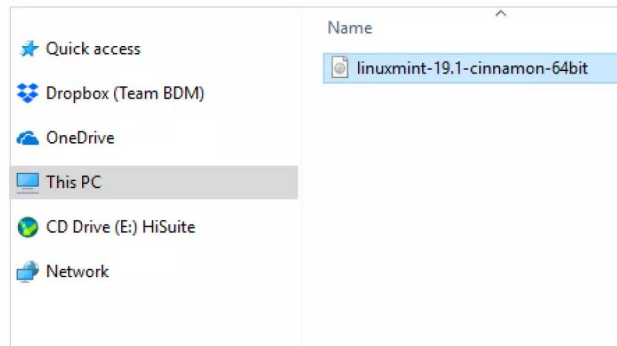 Quick access
Dropbox (Team BDM)
OneDrive
This PC
CD Drive (E:) HiSuite
Network
Name
linuxmint-19.1-cinnamon-64bit